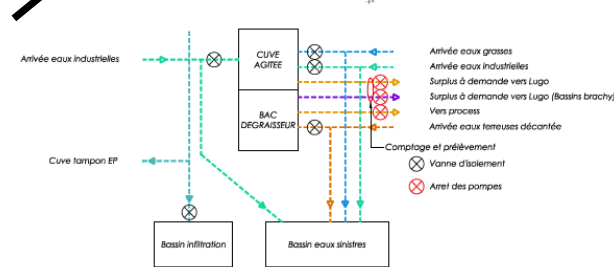 Arrivée eaux industrielles
CUVE
AGITEE
BAC
DEGRAISSEUR
Arrivée eaux grasses
Arrivée eaux industrielles
Surplus à demande vers Lugo
Surplus à demande vers Lugo (Bassins brachy)
Vers process
Arrivée eaux terreuses décantée
Comptage et prélèvement
Cuve tampon EP
Vanne d'isolement
Arret des pompes
Bassin infiltration
Bassin eaux sinistres